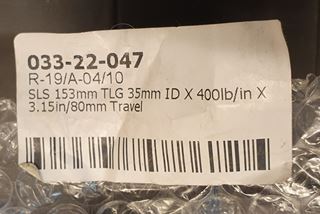 033-22-047
R-19/A-04/10
SLS 153mm TLG 35mm ID X 400lb/in X
3.15in/80mm Travel